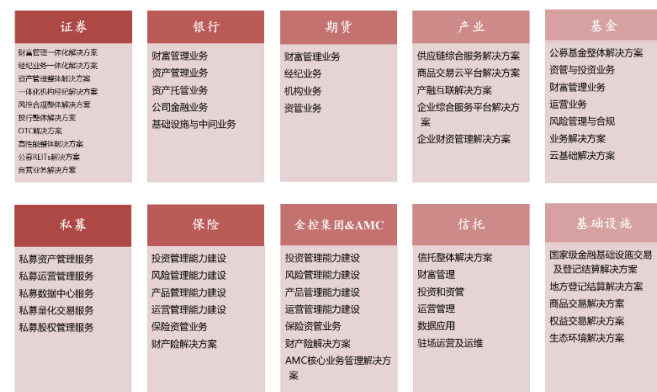 证券
财富管理一体化解决方案
经纪业务一体化解决方案
资产管理整体解决方案
一体化机构经纪解决方案
风控合规整体解决方案
投行整体解决方案
OTC解决方案
高性能整体解决方案
公募REITs解决方案
自营业务解决方案
银行
财富管理业务
资产管理业务
资产托管业务
公司金融业务
基础设施与中间业务
期货
财富管理业务
经纪业务
机构业务
资管业务
产业
供应链综合服务解决方案
商品交易云平台解决方案
产融互联解决方案
企业综合服务平台解决方
案
企业财资管理解决方案
基金
公募基金整体解决方案
资管与投资业务
财富管理业务
运营业务
风险管理与合规
业务解决方案
云基础解决方案
私募
私募资产管理服务
私募运营管理服务
私募数据中心服务
私募量化交易服务
私募股权管理服务
保险
投资管理能力建设
风险管理能力建设
产品管理能力建设
运营管理能力建设
保险资管业务
财产险解决方案
金控集团&AMC
投资管理能力建设
风险管理能力建设
产品管理能力建设
运营管理能力建设
保险资管业务
财产险解决方案
AMC核心业务管理解决方
案
信托
信托整体解决方案
财富管理
投资和资管
运营管理
数据应用
驻场运营及运维
基础设施
国家级金融基础设施交易
及登记结算解决方案
地方登记结算解决方案
商品交易解决方案
权益交易解决方案
生态环境解决方案